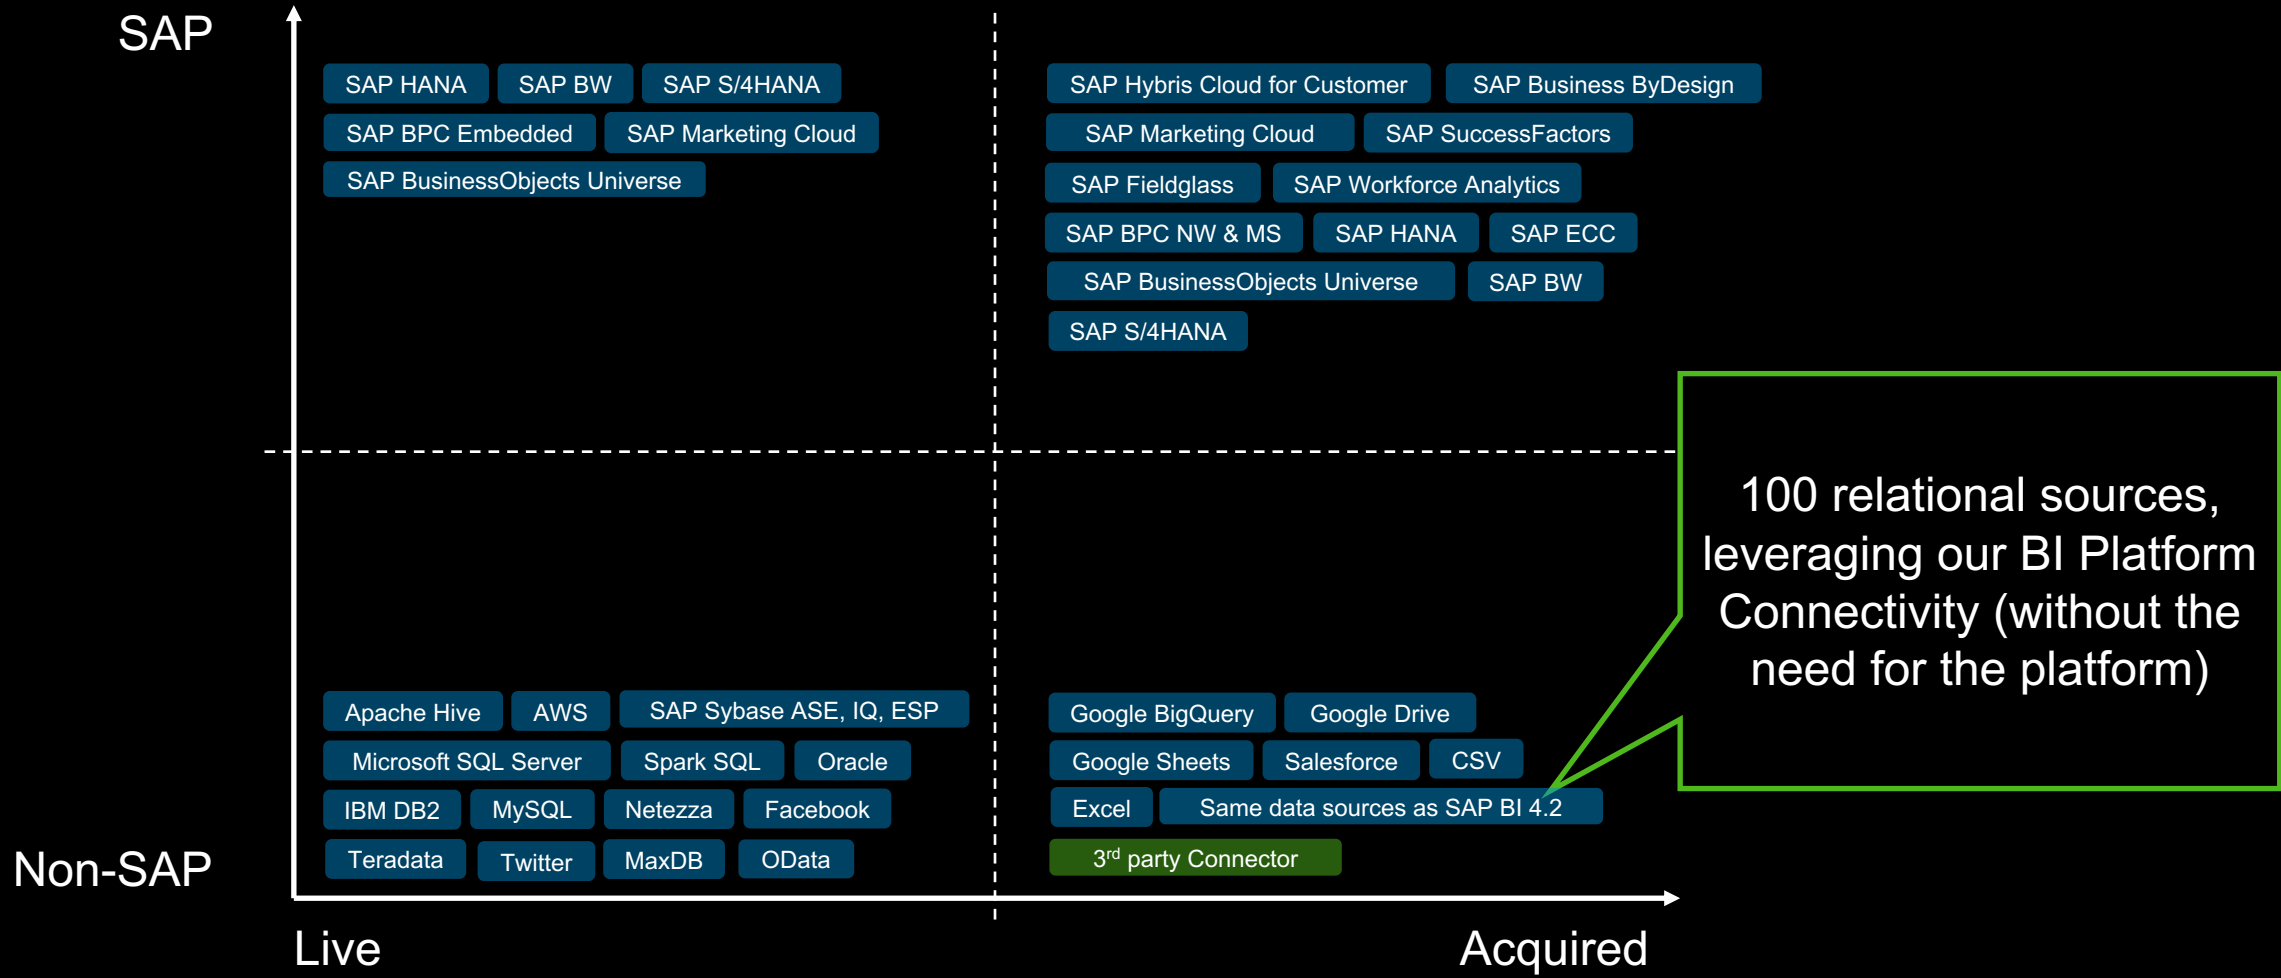 SAP
SAP HANA
SAP BW
SAP S/4HANA
SAP BPC Embedded
SAP Marketing Cloud
SAP BusinessObjects Universe
SAP Hybris Cloud for Customer
SAP Business ByDesign
SAP Marketing Cloud
SAP SuccessFactors
SAP Fieldglass
SAP Workforce Analytics
SAP BPC NW & MS
SAP HANA
SAP ECC
SAP BusinessObjects Universe
SAP BW
SAP S/4HANA
100 relational sources,
leveraging our BI Platform
Connectivity (without the
need for the platform)
Apache Hive
AWS
SAP Sybase ASE, IQ, ESP
Microsoft SQL Server
Spark SQL
Oracle
IBM DB2
MySQL
Netezza
Facebook
Teradata
Twitter
MaxDB
OData
Google BigQuery
Google Drive
Google Sheets
Salesforce
CSV
Excel
Same data sources as SAP BI 4.2
3rd party Connector
Non-SAP
Live
Acquired